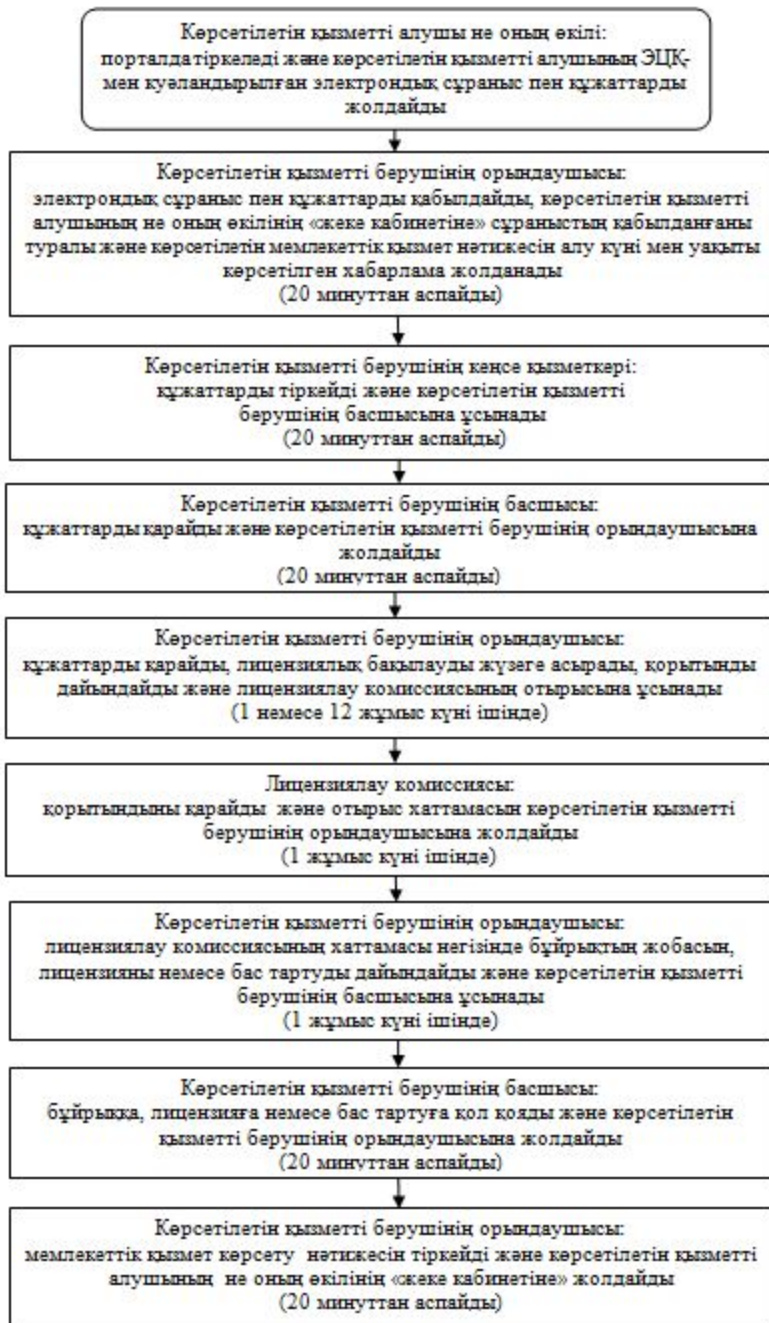 Көрсетілетін қызметті алушы не оның өкілі:
порталда тіркеледі және көрсетілетін қызметті алушының ЭЦҚ-
мен куәландырылған электрондық сұраныс пен құжаттарды
жолдайды
Көрсетілетін қызметті берушінің орындаушысы:
электрондық сұраныс пен құжаттарды қабылдайды, көрсетілетін қызметті
алушының не оның өкілінің «жеке кабинетіне» сұраныстың қабылданғаны
туралы және көрсетілетін мемлекеттік қызмет нәтижесін алу күні мен уақыты
көрсетілген хабарлама жолданады
(20 минуттан аспайды)
Көрсетілетін қызметті берушінің кеңсе қызметкері:
құжаттарды тіркейді және көрсетілетін қызметті
берушінің басшысына ұсынады
(20 минуттан аспайды)
Көрсетілетін қызметті берушінің басшысы:
құжаттарды қарайды және көрсетілетін қызметті берушінің орындаушысына
жолдайды
(20 минуттан аспайды)
Көрсетілетін қызметті берушінің орындаушысы:
құжаттарды қарайды, лицензиялық бақылауды жүзеге асырады, қорытынды
дайындайды және лицензиялау комиссиясының отырысына ұсынады
(1 немесе 12 жұмыс күні ішінде)
Лицензиялау комиссиясы:
қорытындыны қарайды және отырыс хаттамасын көрсетілетін қызметті
берушінің орындаушысына жолдайды
(1 жұмыс күні ішінде)
Көрсетілетін қызметті берушінің орындаушысы:
лицензиялау комиссиясының хаттамасы негізінде бұйрықтың жобасын,
лицензияны немесе бас тартуды дайындайды және көрсетілетін қызметті
берушінің басшысына ұсынады
(1 жұмыс күні ішінде)
Көрсетілетін қызметті берушінің басшысы:
бұйрыққа, лицензияға немесе бас тартуға қол қояды және көрсетілетін
қызметті берушінің орындаушысына жолдайды
(20 минуттан аспайды)
Көрсетілетін қызметті берушінің орындаушысы:
мемлекеттік қызмет көрсету нәтижесін тіркейді және көрсетілетін қызметті
алушының не оның өкілінің «жеке кабинетіне» жолдайды
(20 минуттан аспайды)